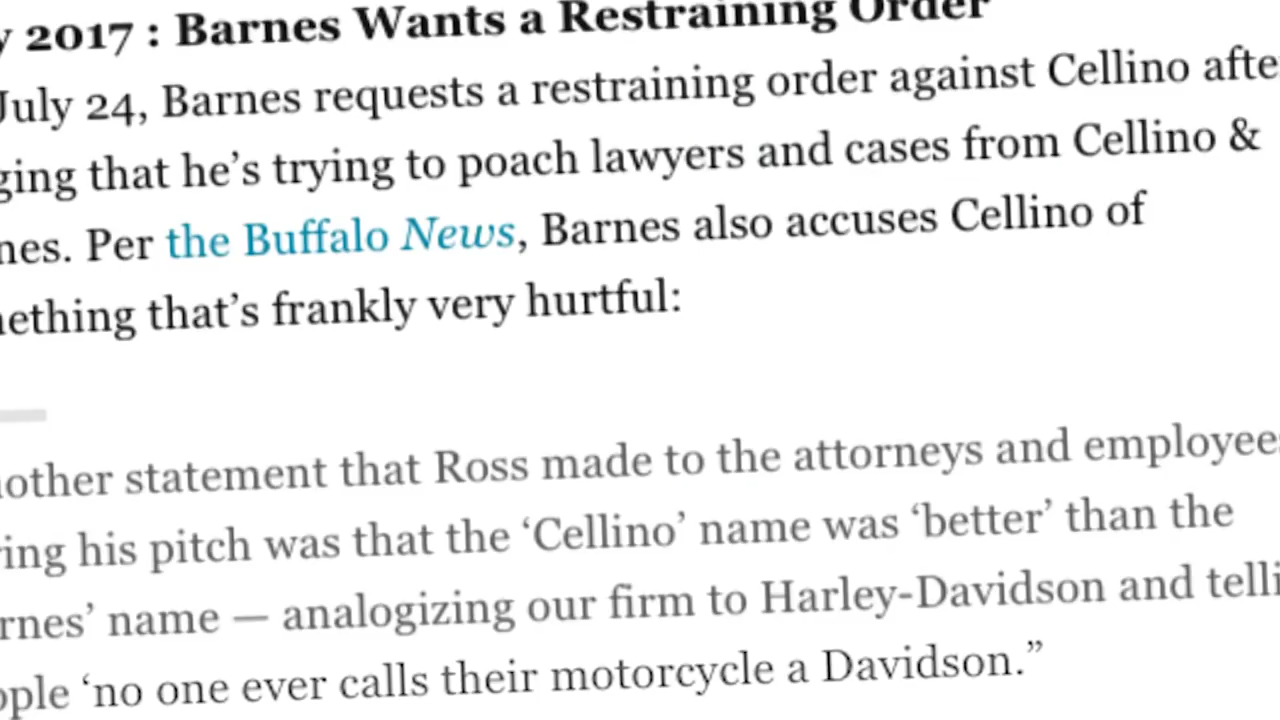 y 2017 : Barnes Wants a Restraining Order
July 24, Barnes requests a restraining order against Cellino afte
ging that he’s trying to poach lawyers and cases from Cellino &
nes. Per the Buffalo News, Barnes also accuses Cellino of
nething that’s frankly very hurtful:
other statement that Ross made to the attorneys and employees
ring his pitch was that the ‘Cellino’ name was ‘better’ than the
rnes’ name — analogizing our firm to Harley-Davidson and telli
ople ‘no one ever calls their motorcycle a Davidson.”